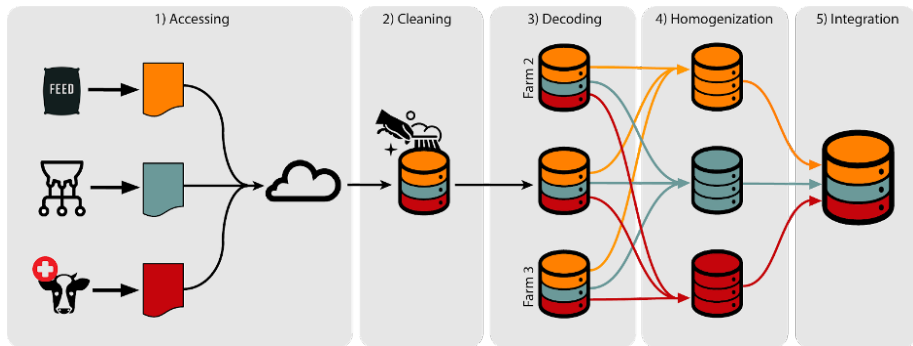 1) Accessing
2) Cleaning
3) Decoding
4) Homogenization
5) Integration
FEED
Farm 2
Farm 3